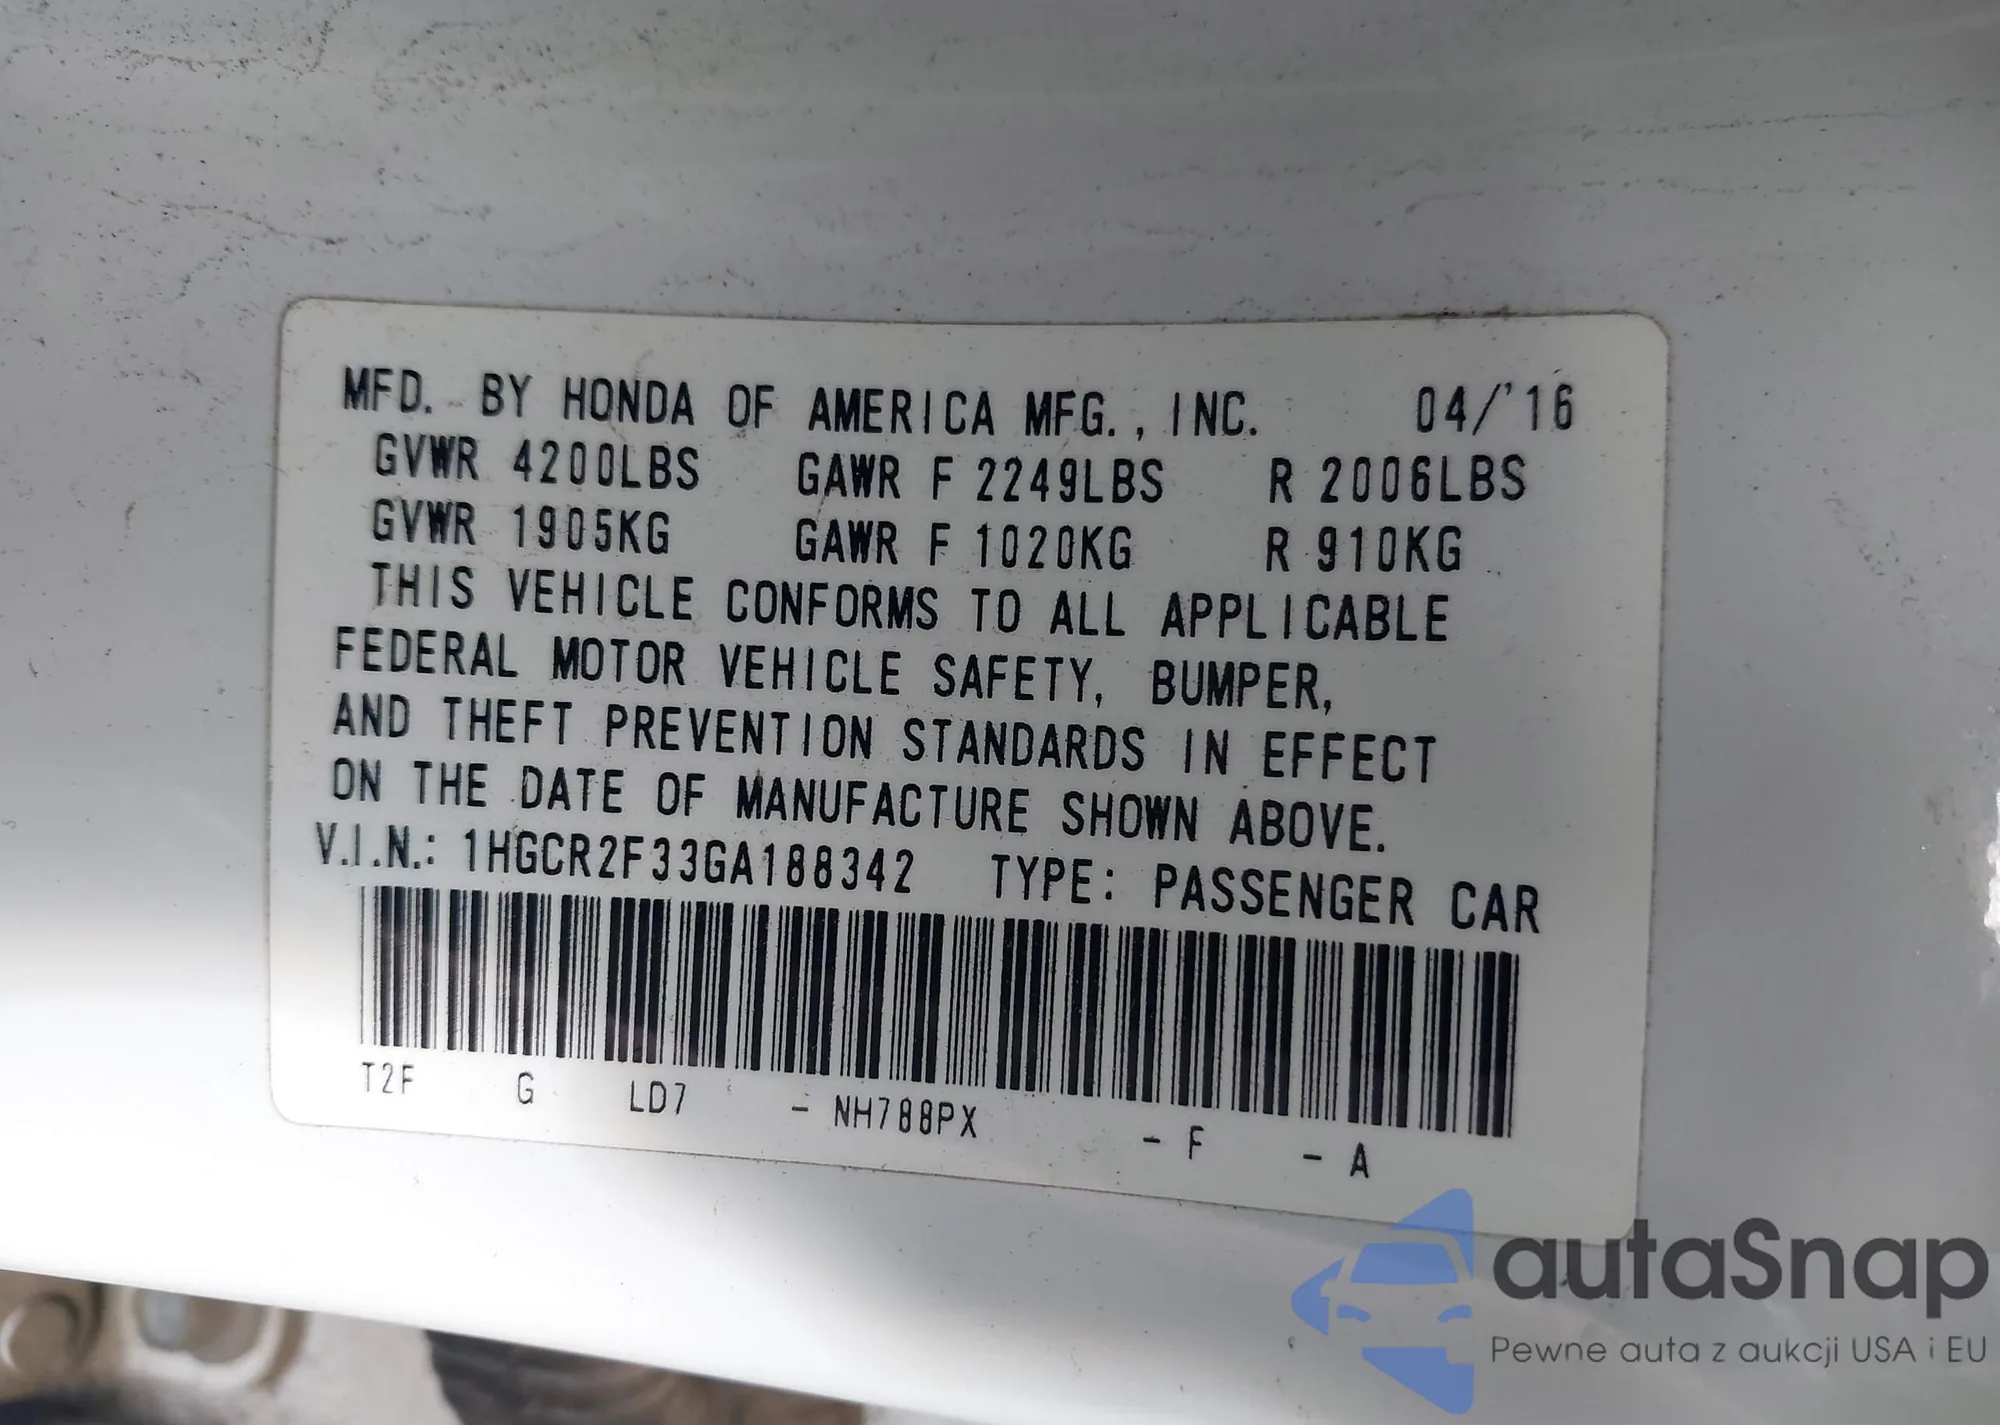 MFD. BY HONDA OF AMERICA MFG., INC. 04/'16
GVWR 4200LBS GAWR F 2249LBS R 2006LBS
GVWR 1905KG GAWR F 1020KG R 910KG
THIS VEHICLE CONFORMS TO ALL APPLICABLE
FEDERAL MOTOR VEHICLE SAFETY, BUMPER,
AND THEFT PREVENTION STANDARDS IN EFFECT
ON THE DATE OF MANUFACTURE SHOWN ABOVE.
V.I.N.: 1HGCR2F33GA188342 TYPE: PASSENGER CAR
T2F G LD7 - NH788PX - F - A
autaSnap
Pewne auta z aukcji USA i EU